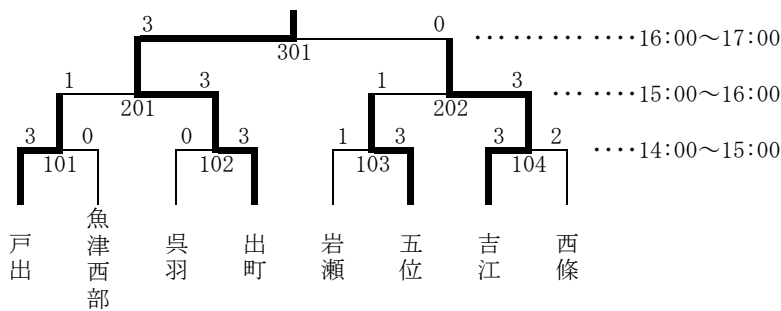 3 0
301 ‥ ‥‥ ‥‥ ‥‥16:00～17:00
1 3 1 3
201 202 ‥‥ ‥‥15:00～16:00
3 0 0 3 1 3 3 2
101 102 103 104 ‥‥14:00～15:00
戸出
魚津西部
呉羽
出町
岩瀬
五位
吉江
西條